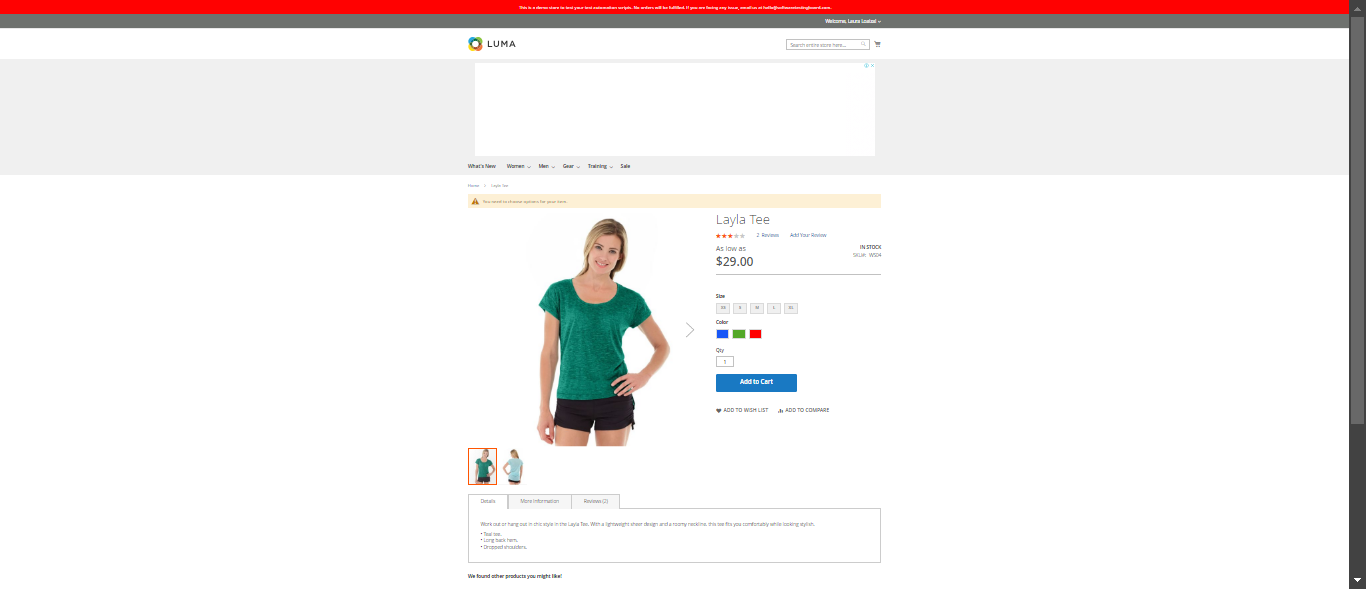 This is a demo store to test your test automation scripts. No orders will be fulfilled. If you are facing any issue, email us at hello@softwaretestingboard.com.
Welcome, Laura
LUMA
Search entire store here...
What's New Women Men Gear Training Sale
Home Layla Tee
You need to choose options for your item.
Layla Tee
2 Reviews Add Your Review
As low as
$29.00
IN STOCK
SKU#: WS04
Size
XS S M L XL
Color
Qty
1
Add to Cart
ADD TO WISH LIST ADD TO COMPARE
Details More Information Reviews (2)
Work out or hang out in chic style in the Layla Tee. With a lightweight sheer design and a roomy neckline, this tee fits you comfortably while looking stylish.
• Teal tee.
• Long back hem.
• Dropped shoulders.
We found other products you might like!